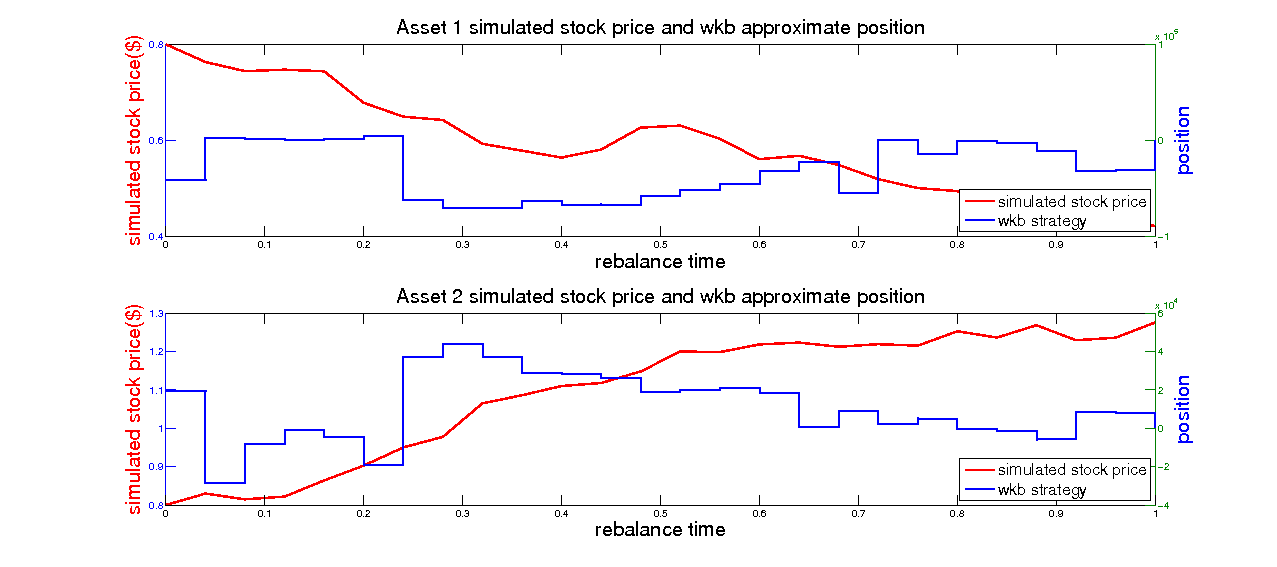 Asset 1 simulated stock price and wkb approximate position
x 10^5
simulated stock price($)
0.8
0.6
0.4
1
0
-1
position
simulated stock price
wkb strategy
0 0.1 0.2 0.3 0.4 0.5 0.6 0.7 0.8 0.9 1
rebalance time
Asset 2 simulated stock price and wkb approximate position
x 10^4
simulated stock price($)
1.3
1.2
1.1
1
0.9
0.8
6
4
2
0
-2
-4
position
simulated stock price
wkb strategy
0 0.1 0.2 0.3 0.4 0.5 0.6 0.7 0.8 0.9 1
rebalance time